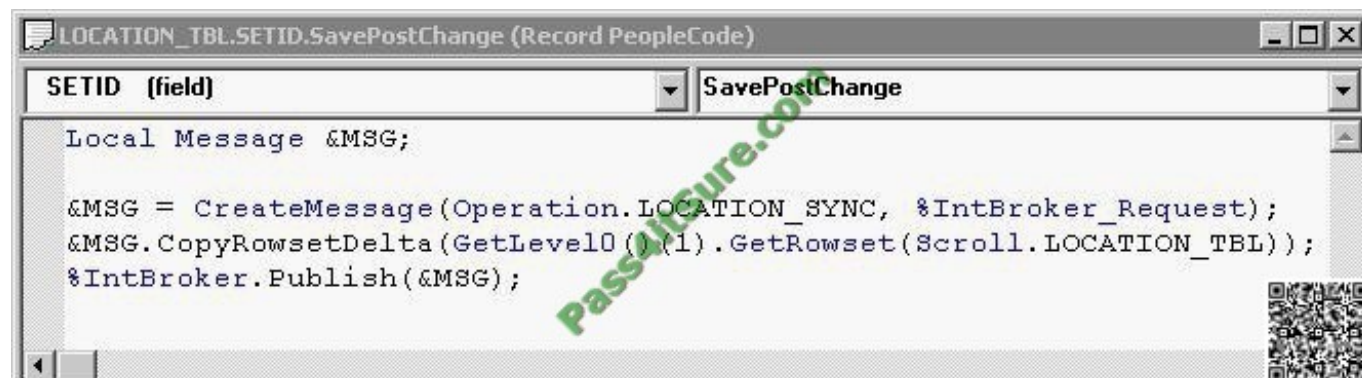 LOCATION_TBL.SETID.SavePostChange (Record PeopleCode)
SETID (field)
SavePostChange
Local Message &MSG;
&MSG = CreateMessage(Operation.LOCATION_SYNC, %IntBroker_Request);
&MSG.CopyRowsetDelta(GetLevel0()(1).GetRowset(Scroll.LOCATION_TBL));
%IntBroker.Publish(&MSG);
Pass4itSure.com